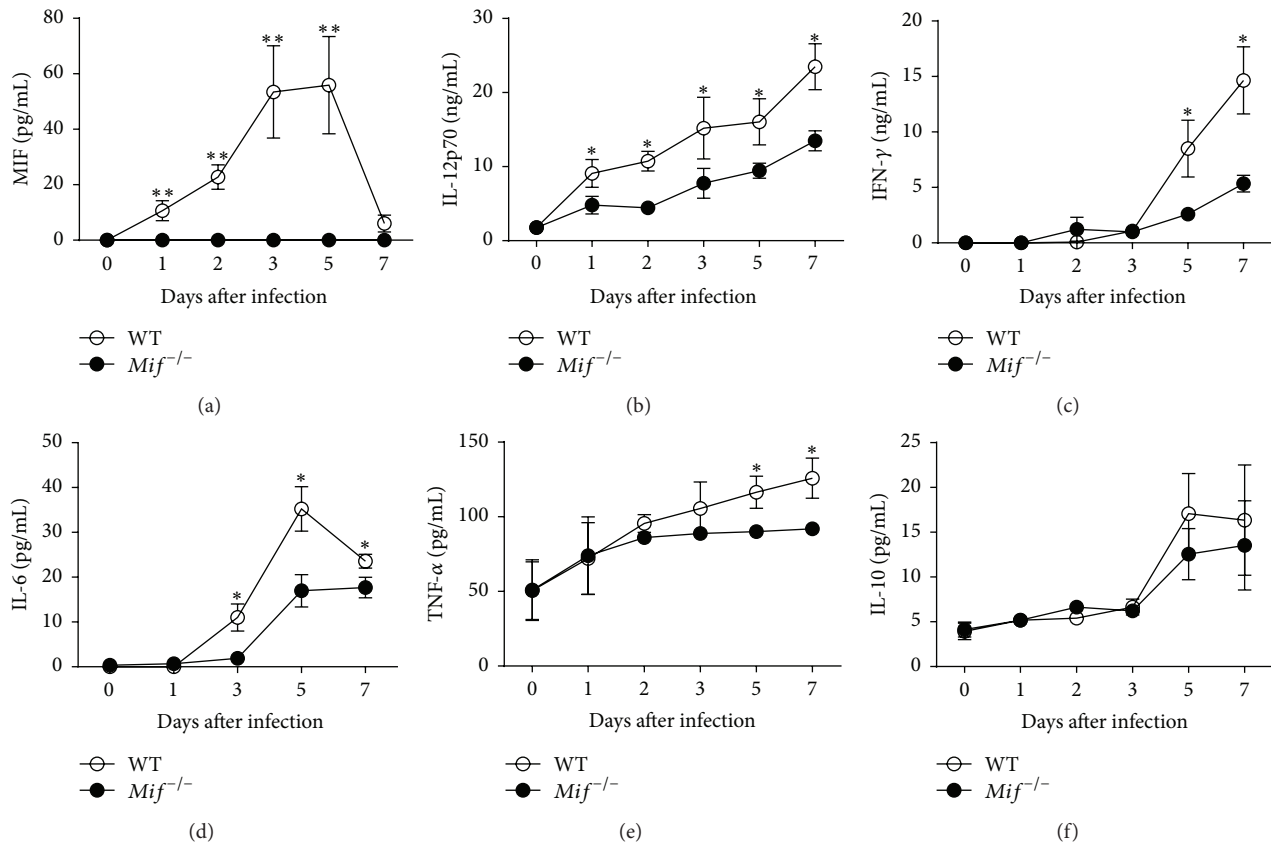 80
60
40
20
0
MIF (pg/mL)
** ** ** **
0 1 2 3 5 7
Days after infection
WT
Mif−/−
(a)
30
20
10
0
IL-12p70 (ng/mL)
* * * * *
0 1 2 3 5 7
Days after infection
WT
Mif−/−
(b)
20
15
10
5
0
IFN-γ (ng/mL)
* *
0 1 2 3 5 7
Days after infection
WT
Mif−/−
(c)
50
40
30
20
10
0
IL-6 (pg/mL)
* * *
0 1 3 5 7
Days after infection
WT
Mif−/−
(d)
150
100
50
0
TNF-α (pg/mL)
* *
0 1 2 3 5 7
Days after infection
WT
Mif−/−
(e)
25
20
15
10
5
0
IL-10 (pg/mL)
0 1 2 3 5 7
Days after infection
WT
Mif−/−
(f)